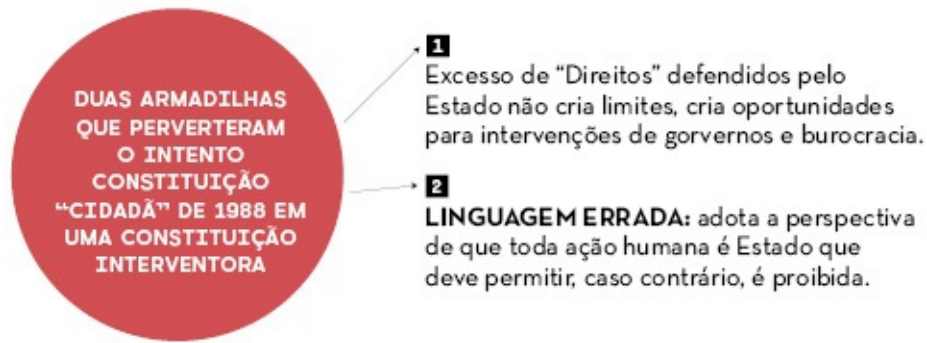 DUAS ARMADILHAS
QUE PERVERTERAM
O INTENTO
CONSTITUIÇÃO
“CIDADÃ” DE 1988 EM
UMA CONSTITUIÇÃO
INTERVENTORA
1
Excesso de “Direitos” defendidos pelo
Estado não cria limites, cria oportunidades
para intervenções de gorvernos e burocracia.
2
LINGUAGEM ERRADA: adota a perspectiva
de que toda ação humana é Estado que
deve permitir, caso contrário, é proibida.